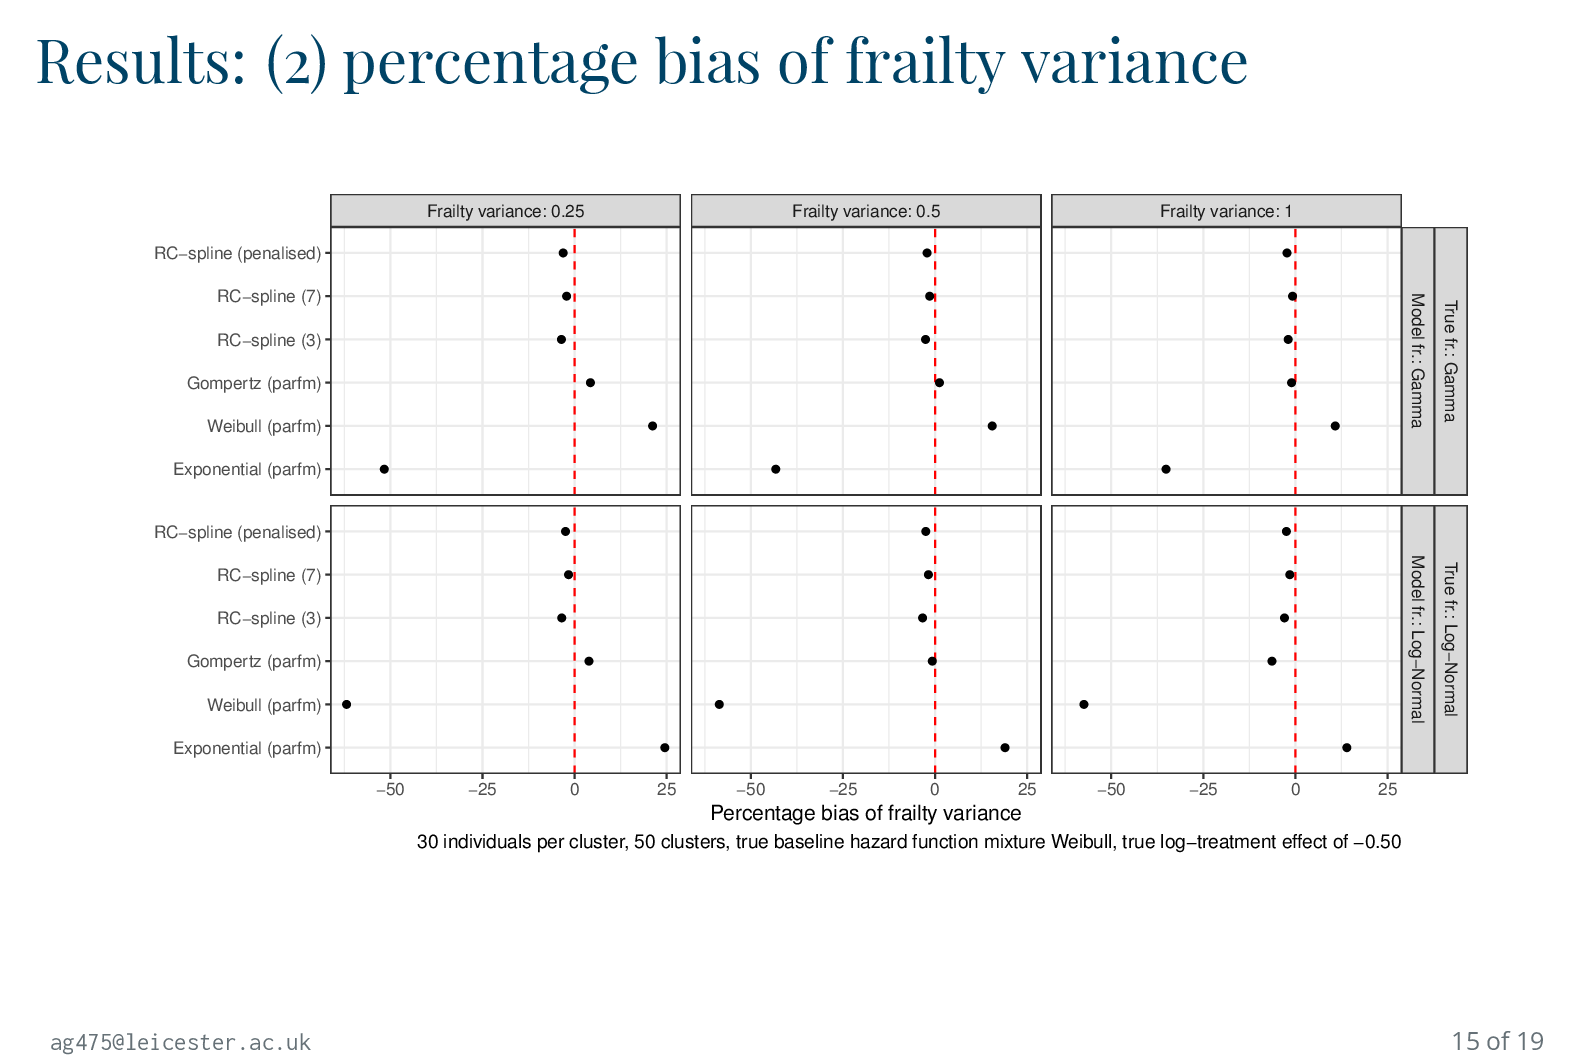 Results: (2) percentage bias of frailty variance
Frailty variance: 0.25
Frailty variance: 0.5
Frailty variance: 1
RC−spline (penalised)
RC−spline (7)
RC−spline (3)
Gompertz (parfm)
Weibull (parfm)
Exponential (parfm)
Model fr.: Gamma
True fr.: Gamma
RC−spline (penalised)
RC−spline (7)
RC−spline (3)
Gompertz (parfm)
Weibull (parfm)
Exponential (parfm)
Model fr.: Log−Normal
True fr.: Log−Normal
−50 −25 0 25 −50 −25 0 25 −50 −25 0 25
Percentage bias of frailty variance
30 individuals per cluster, 50 clusters, true baseline hazard function mixture Weibull, true log−treatment effect of −0.50
ag475@leicester.ac.uk
15 of 19